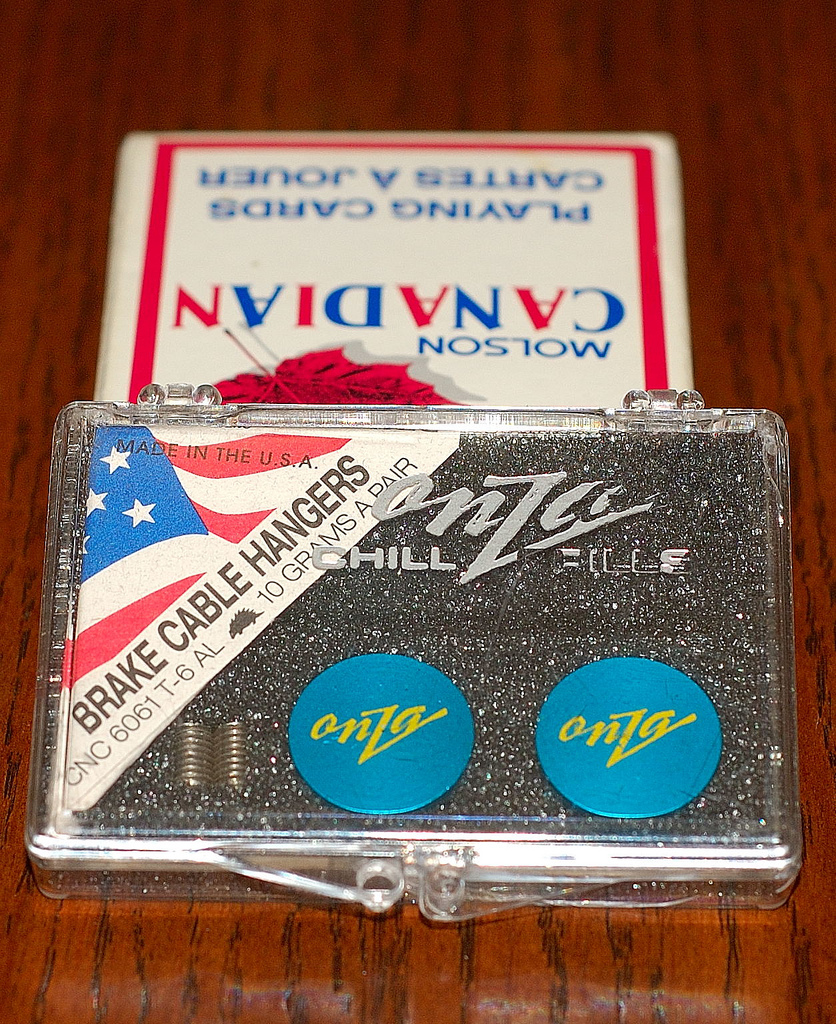 CARTES À JOUER
PLAYING CARDS
CANADIAN
MOLSON
MADE IN THE U.S.A.
BRAKE CABLE HANGERS
CNC 6061 T-6 AL 10 GRAMS A PAIR
onza
CHILL PILLS
onza
onza